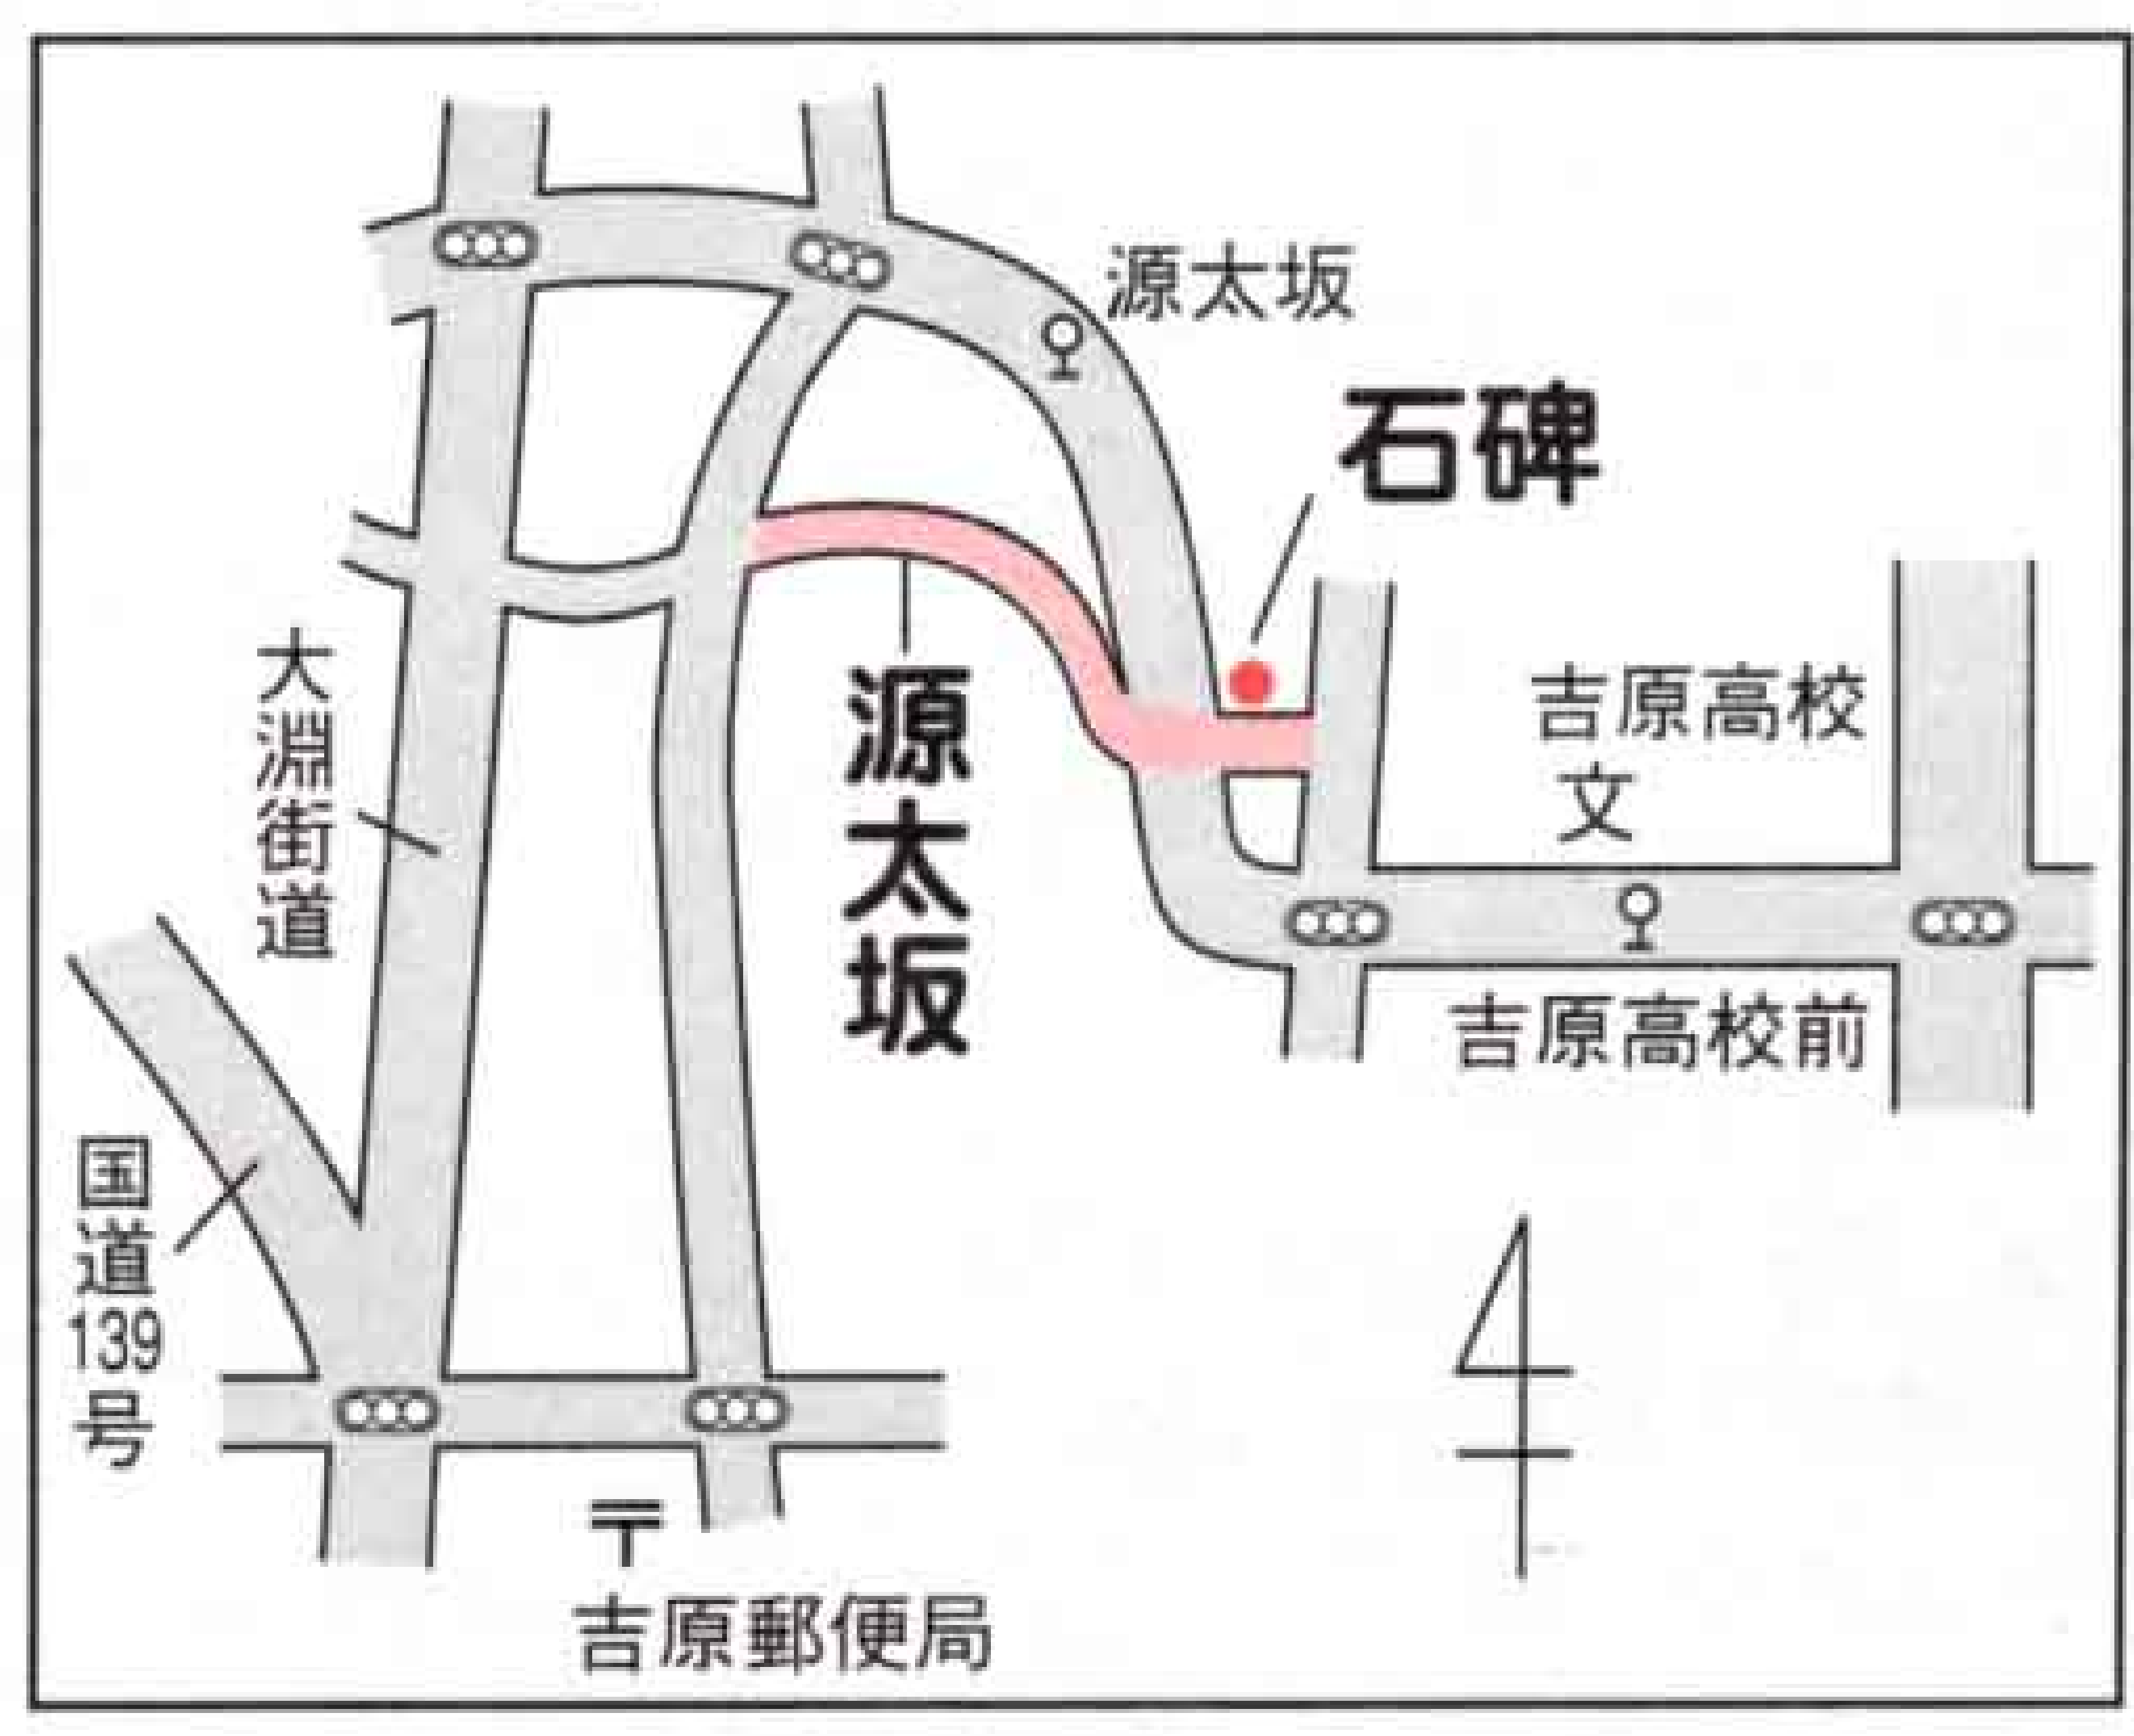 源太坂
石碑
大淵街道
源太坂
吉原高校
文
吉原高校前
国道139号
〒
吉原郵便局